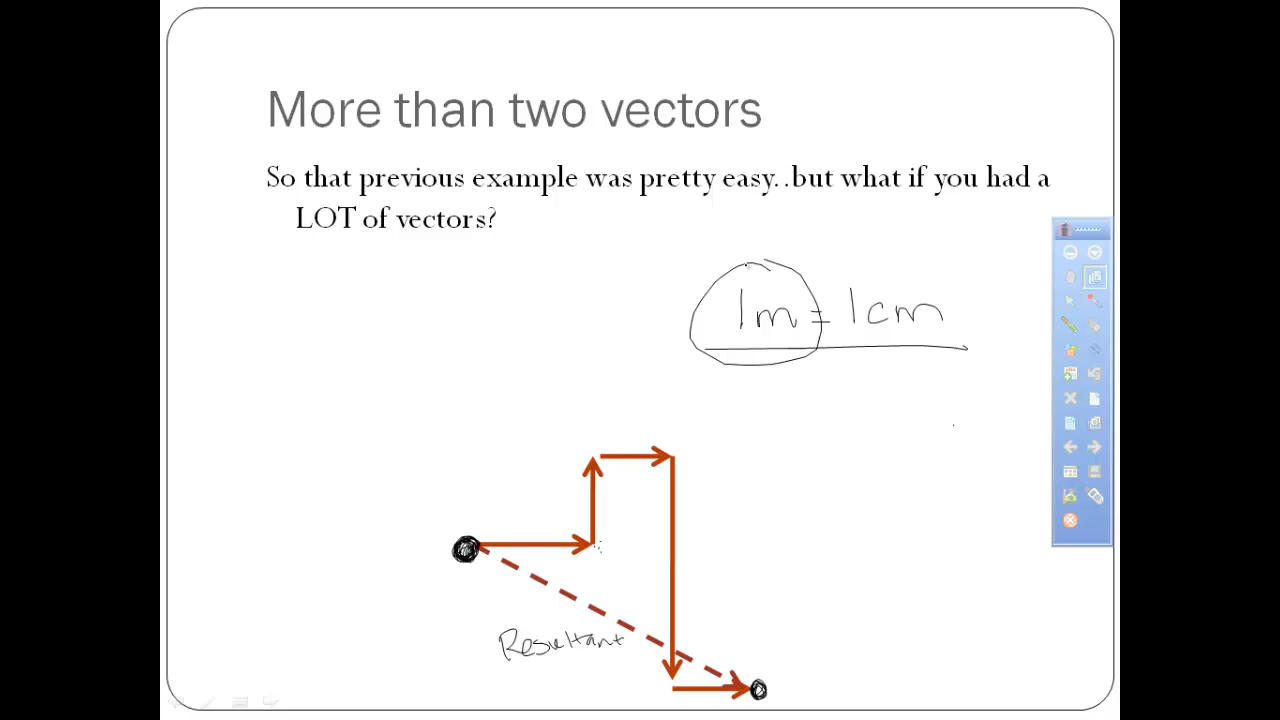 More than two vectors
So that previous example was pretty easy..but what if you had a
LOT of vectors?
1m = 1cm
Resultant